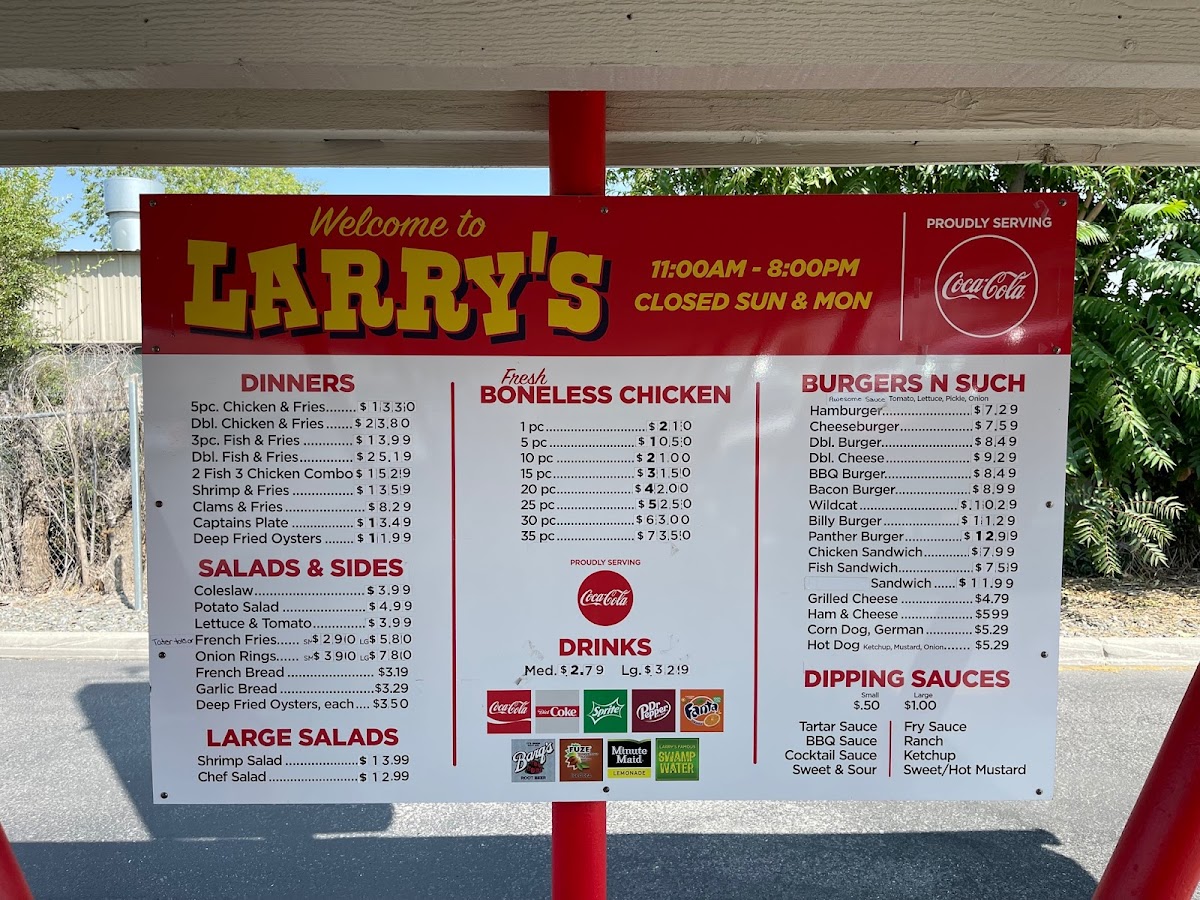 Welcome to
LARRY'S
11:00AM - 8:00PM
CLOSED SUN & MON
PROUDLY SERVING
Coca-Cola
DINNERS
5pc. Chicken & Fries........ $ 13.30
Dbl. Chicken & Fries....... $ 23.80
3pc. Fish & Fries ............ $ 13.99
Dbl. Fish & Fries............. $ 25.19
2 Fish 3 Chicken Combo $ 15.29
Shrimp & Fries ............... $ 13.59
Clams & Fries .................... $ 8.29
Captains Plate ................ $ 13.49
Deep Fried Oysters ....... $ 11.99
SALADS & SIDES
Coleslaw............................ $ 3.99
Potato Salad ..................... $ 4.99
Lettuce & Tomato............. $ 3.99
French Fries...... SM $ 2.90 LG $ 5.80
Onion Rings...... SM $ 3.90 LG $ 7.80
French Bread ...................... $3.19
Garlic Bread ....................... $3.29
Deep Fried Oysters, each .... $3.50
LARGE SALADS
Shrimp Salad ................... $ 13.99
Chef Salad ....................... $ 12.99
Fresh
BONELESS CHICKEN
1 pc............................... $ 2.10
5 pc............................ $ 10.50
10 pc ......................... $ 21.00
15 pc.......................... $ 31.50
20 pc......................... $ 42.00
25 pc......................... $ 52.50
30 pc......................... $ 63.00
35 pc ......................... $ 73.50
PROUDLY SERVING
Coca-Cola
DRINKS
Med. $2.79 Lg. $3.29
Coca-Cola
Diet Coke
Sprite
Dr Pepper
Fanta
Barq's
ROOT BEER
FUZE
Minute Maid
LEMONADE
LARRY'S FAMOUS
SWAMP WATER
BURGERS N SUCH
Awesome Sauce, Tomato, Lettuce, Pickle, Onion
Hamburger...................... $ 7.29
Cheeseburger.................. $ 7.59
Dbl. Burger...................... $ 8.49
Dbl. Cheese..................... $ 9.29
BBQ Burger..................... $ 8.49
Bacon Burger................... $ 8.99
Wildcat ......................... $ 10.29
Billy Burger ................... $ 11.29
Panther Burger.............. $ 12.99
Chicken Sandwich............ $ 7.99
Fish Sandwich.................. $ 7.59
Sandwich ...... $ 11.99
Grilled Cheese .................. $4.79
Ham & Cheese .................. $599
Corn Dog, German ............ $5.29
Hot Dog Ketchup, Mustard, Onion....... $5.29
DIPPING SAUCES
Small Large
$.50 $1.00
Tartar Sauce
BBQ Sauce
Cocktail Sauce
Sweet & Sour
Fry Sauce
Ranch
Ketchup
Sweet/Hot Mustard